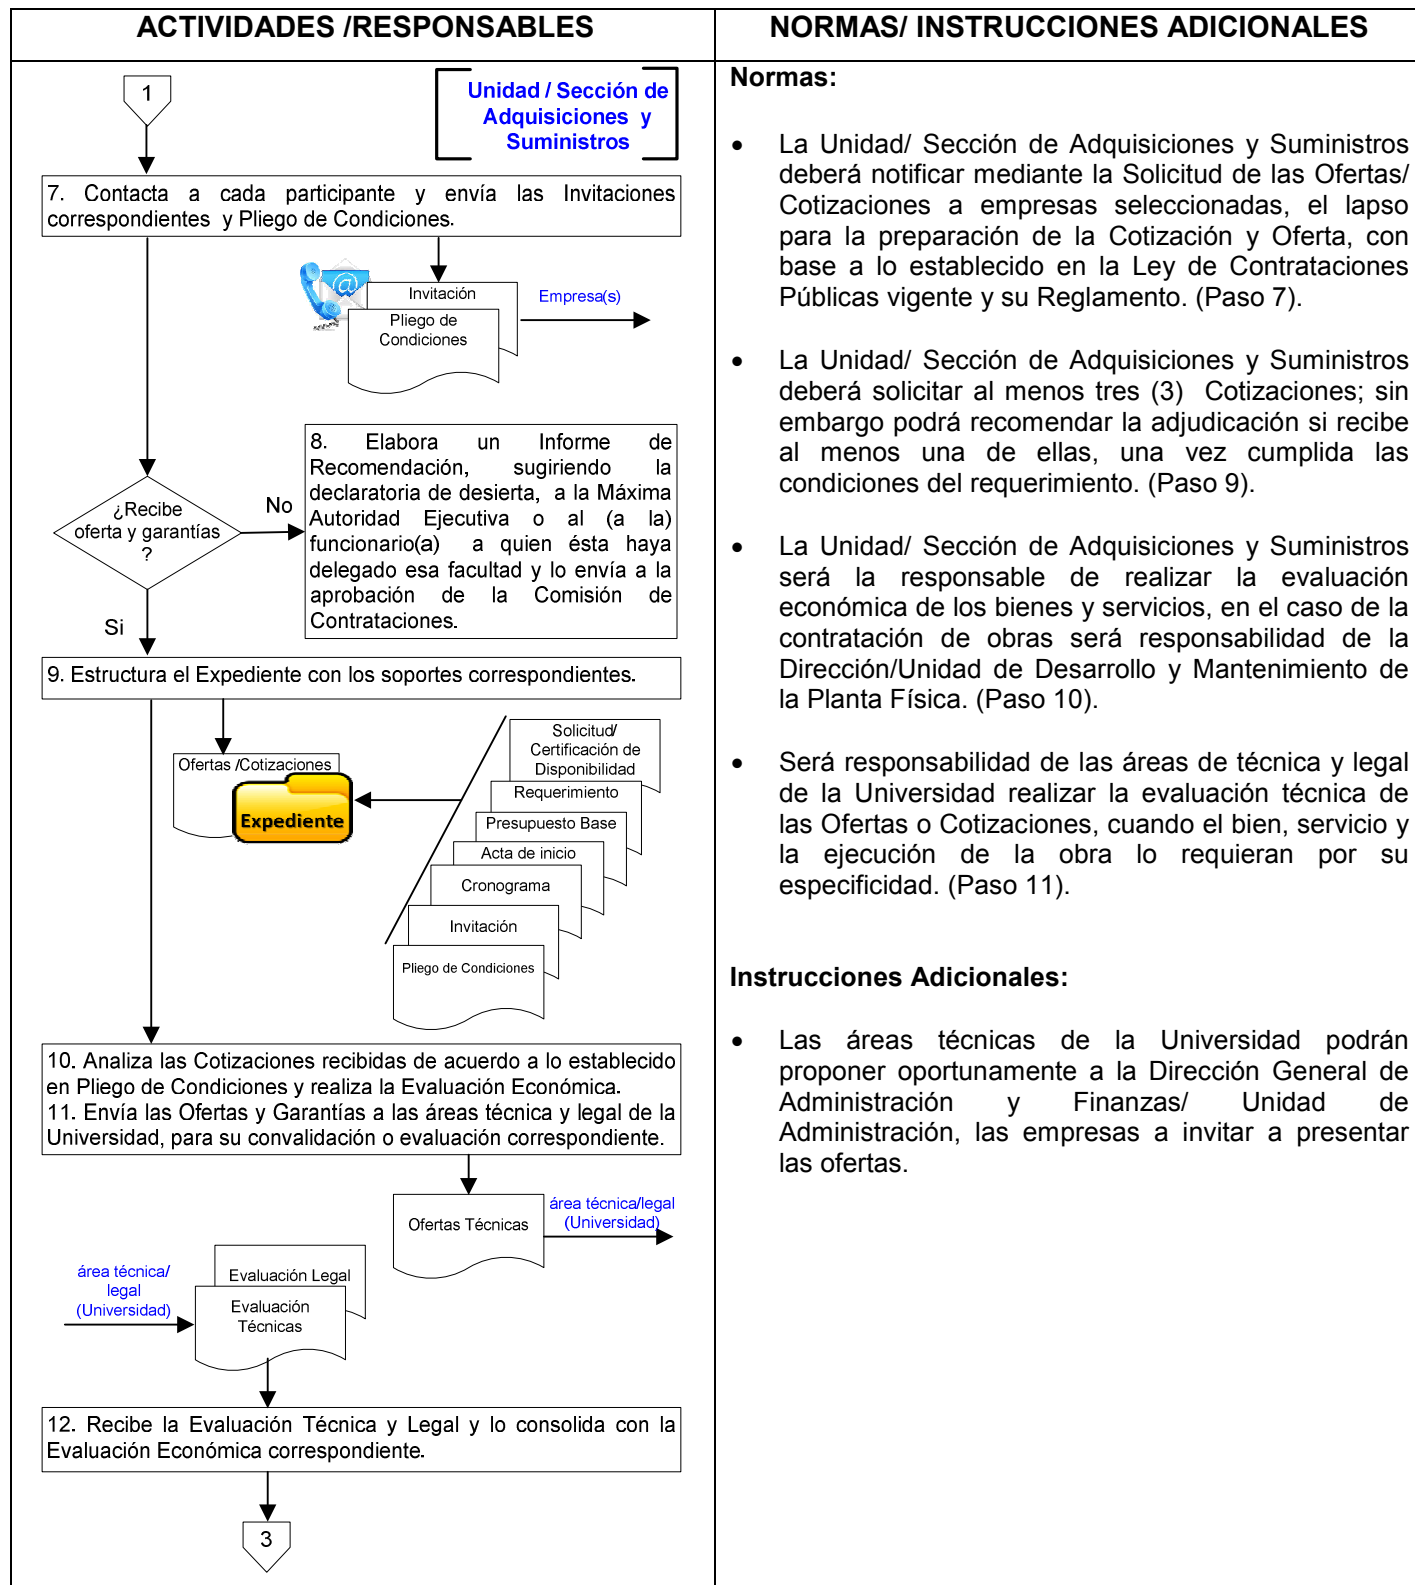 ACTIVIDADES /RESPONSABLES
1
Unidad / Sección de
Adquisiciones y
Suministros
7. Contacta a cada participante y envía las Invitaciones
correspondientes y Pliego de Condiciones.
@
Invitación
Pliego de
Condiciones
Empresa(s)
8. Elabora un Informe de
Recomendación, sugiriendo la
declaratoria de desierta, a la Máxima
Autoridad Ejecutiva o al (a la)
funcionario(a) a quien ésta haya
delegado esa facultad y lo envía a la
aprobación de la Comisión de
Contrataciones.
¿Recibe
oferta y garantías
?
No
Si
9. Estructura el Expediente con los soportes correspondientes.
Ofertas /Cotizaciones
Expediente
Solicitud/
Certificación de
Disponibilidad
Requerimiento
Presupuesto Base
Acta de inicio
Cronograma
Invitación
Pliego de Condiciones
10. Analiza las Cotizaciones recibidas de acuerdo a lo establecido
en Pliego de Condiciones y realiza la Evaluación Económica.
11. Envía las Ofertas y Garantías a las áreas técnica y legal de la
Universidad, para su convalidación o evaluación correspondiente.
Ofertas Técnicas
área técnica/legal
(Universidad)
área técnica/
legal
(Universidad)
Evaluación Legal
Evaluación
Técnicas
12. Recibe la Evaluación Técnica y Legal y lo consolida con la
Evaluación Económica correspondiente.
3
NORMAS/ INSTRUCCIONES ADICIONALES
Normas:
• La Unidad/ Sección de Adquisiciones y Suministros
deberá notificar mediante la Solicitud de las Ofertas/
Cotizaciones a empresas seleccionadas, el lapso
para la preparación de la Cotización y Oferta, con
base a lo establecido en la Ley de Contrataciones
Públicas vigente y su Reglamento. (Paso 7).
• La Unidad/ Sección de Adquisiciones y Suministros
deberá solicitar al menos tres (3) Cotizaciones; sin
embargo podrá recomendar la adjudicación si recibe
al menos una de ellas, una vez cumplida las
condiciones del requerimiento. (Paso 9).
• La Unidad/ Sección de Adquisiciones y Suministros
será la responsable de realizar la evaluación
económica de los bienes y servicios, en el caso de la
contratación de obras será responsabilidad de la
Dirección/Unidad de Desarrollo y Mantenimiento de
la Planta Física. (Paso 10).
• Será responsabilidad de las áreas de técnica y legal
de la Universidad realizar la evaluación técnica de
las Ofertas o Cotizaciones, cuando el bien, servicio y
la ejecución de la obra lo requieran por su
especificidad. (Paso 11).
Instrucciones Adicionales:
• Las áreas técnicas de la Universidad podrán
proponer oportunamente a la Dirección General de
Administración y Finanzas/ Unidad de
Administración, las empresas a invitar a presentar
las ofertas.